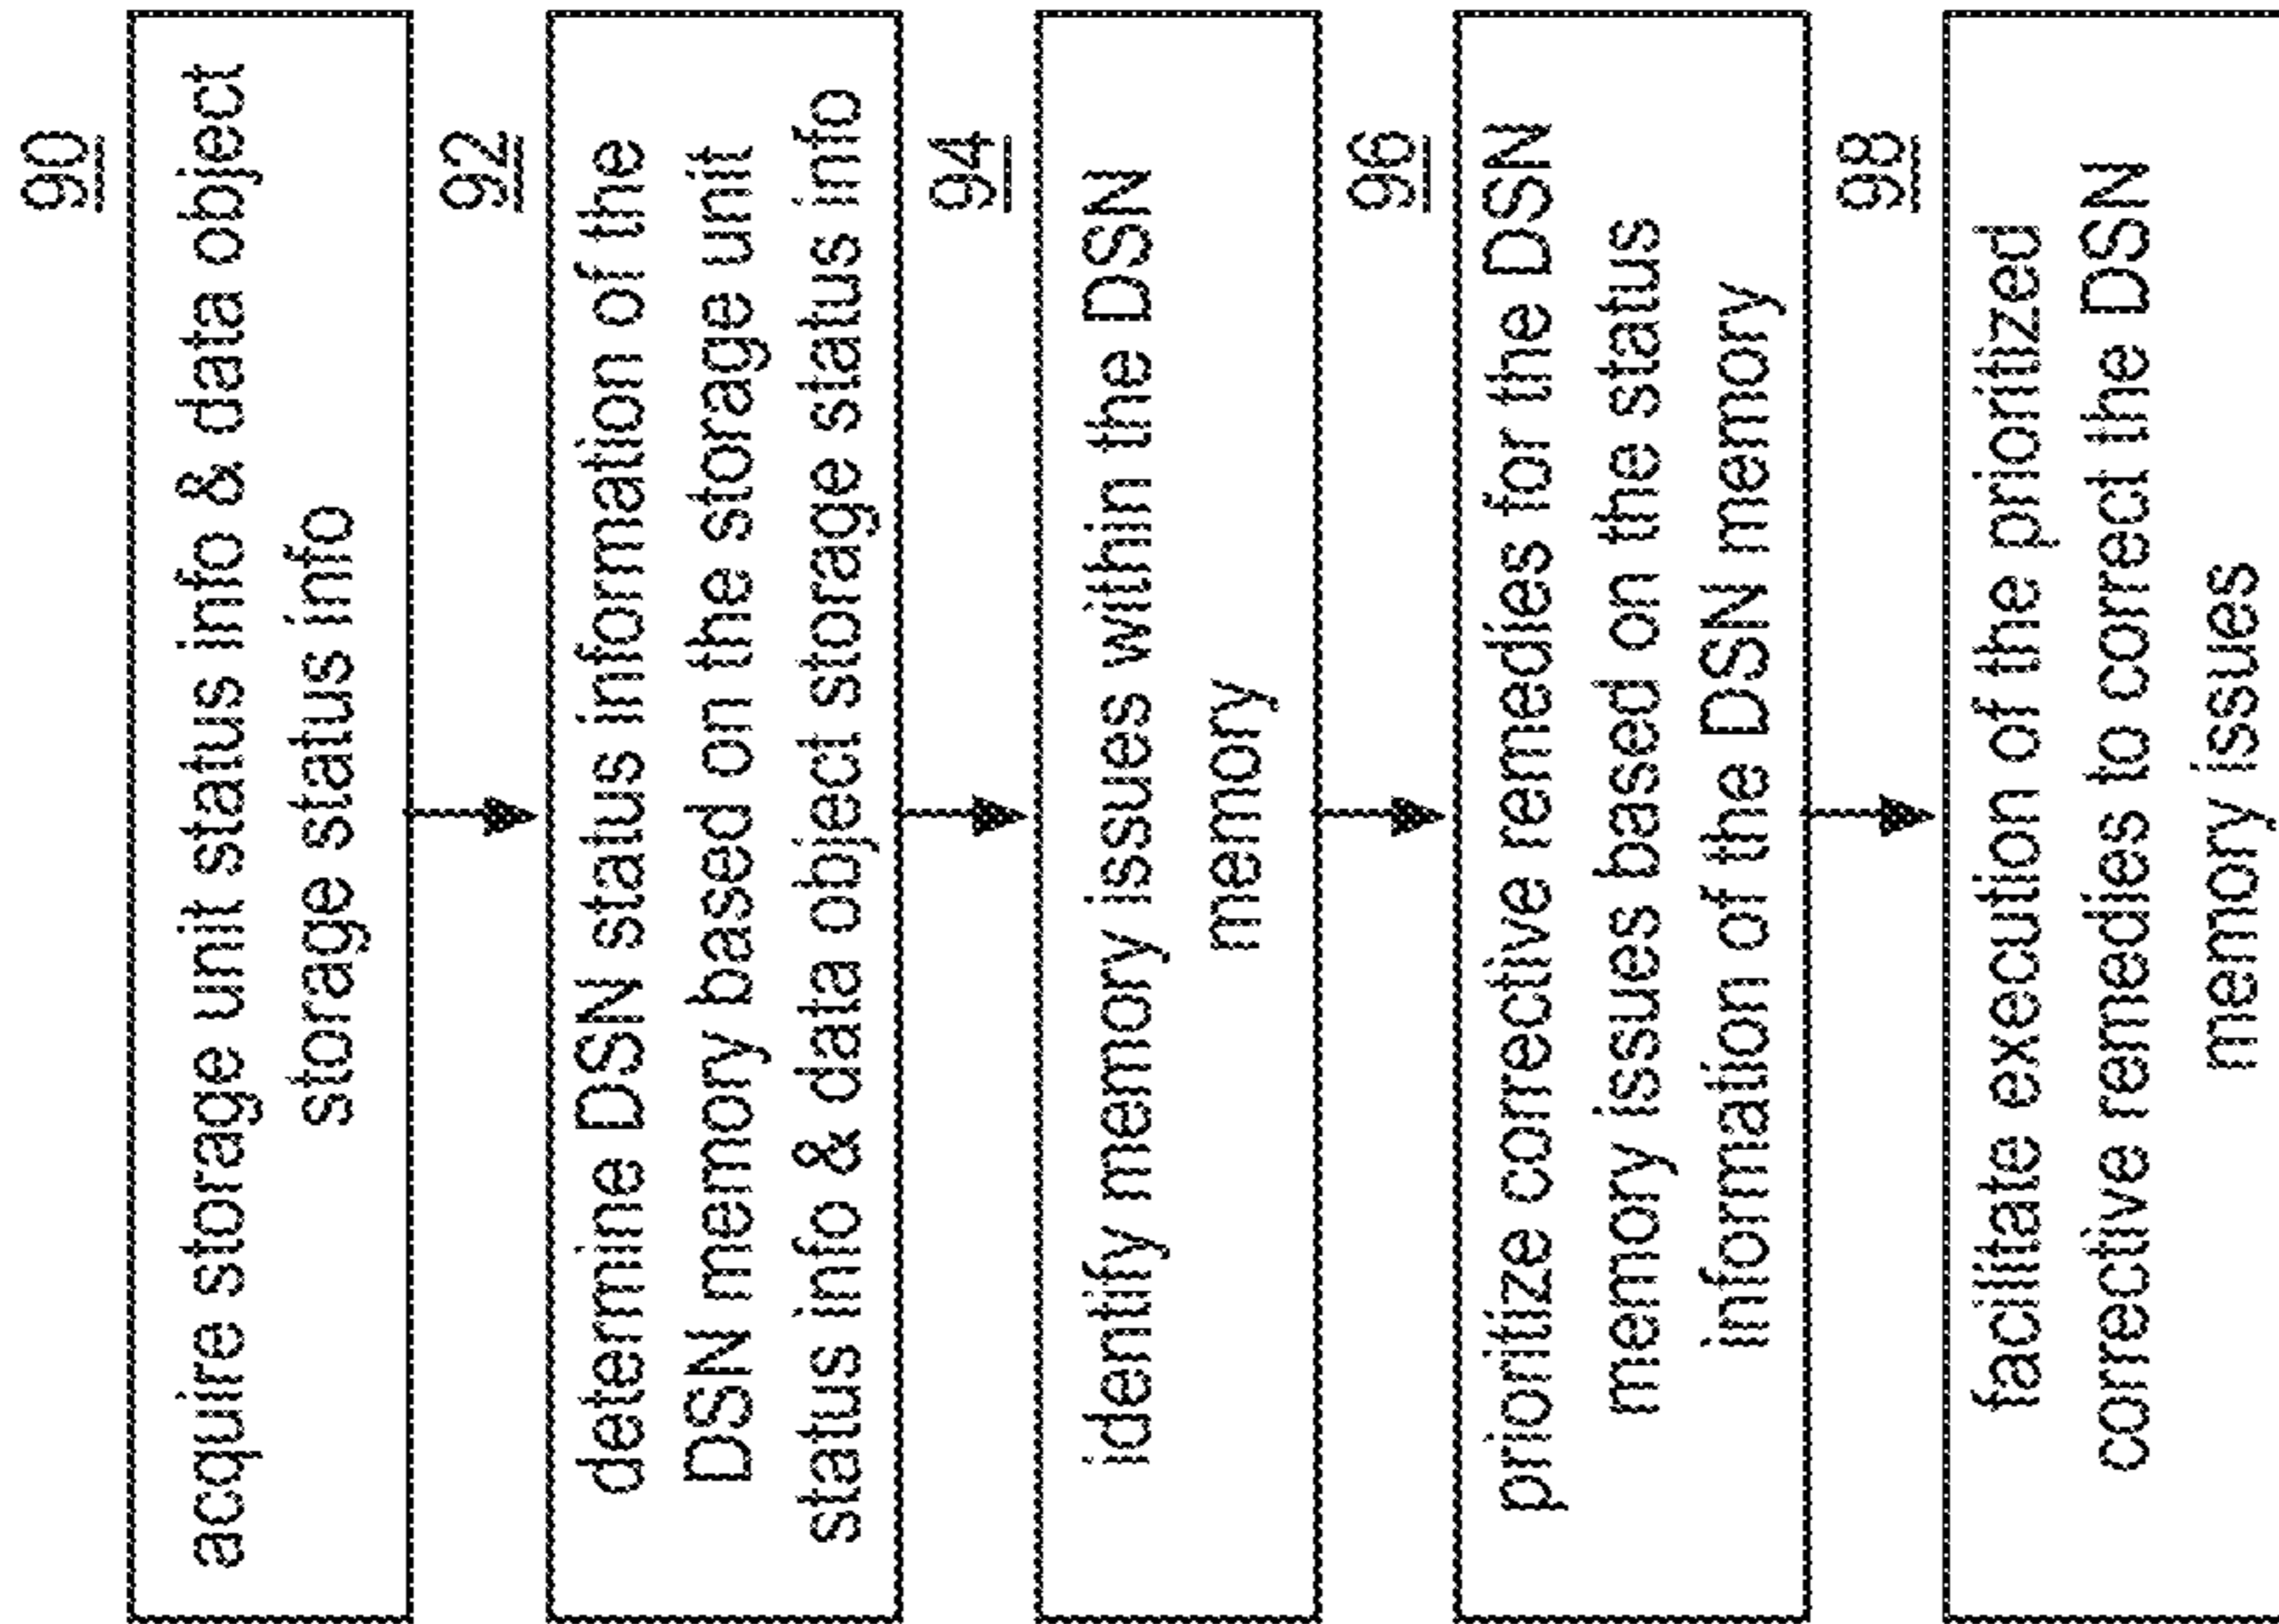 90
acquire storage unit status info & data object
storage status info
92
determine DSN status information of the
DSN memory based on the storage unit
status info & data object storage status info
94
identify memory issues within the DSN
memory
96
prioritize corrective remedies for the DSN
memory issues based on the status
information of the DSN memory
98
facilitate execution of the prioritized
corrective remedies to correct the DSN
memory issues